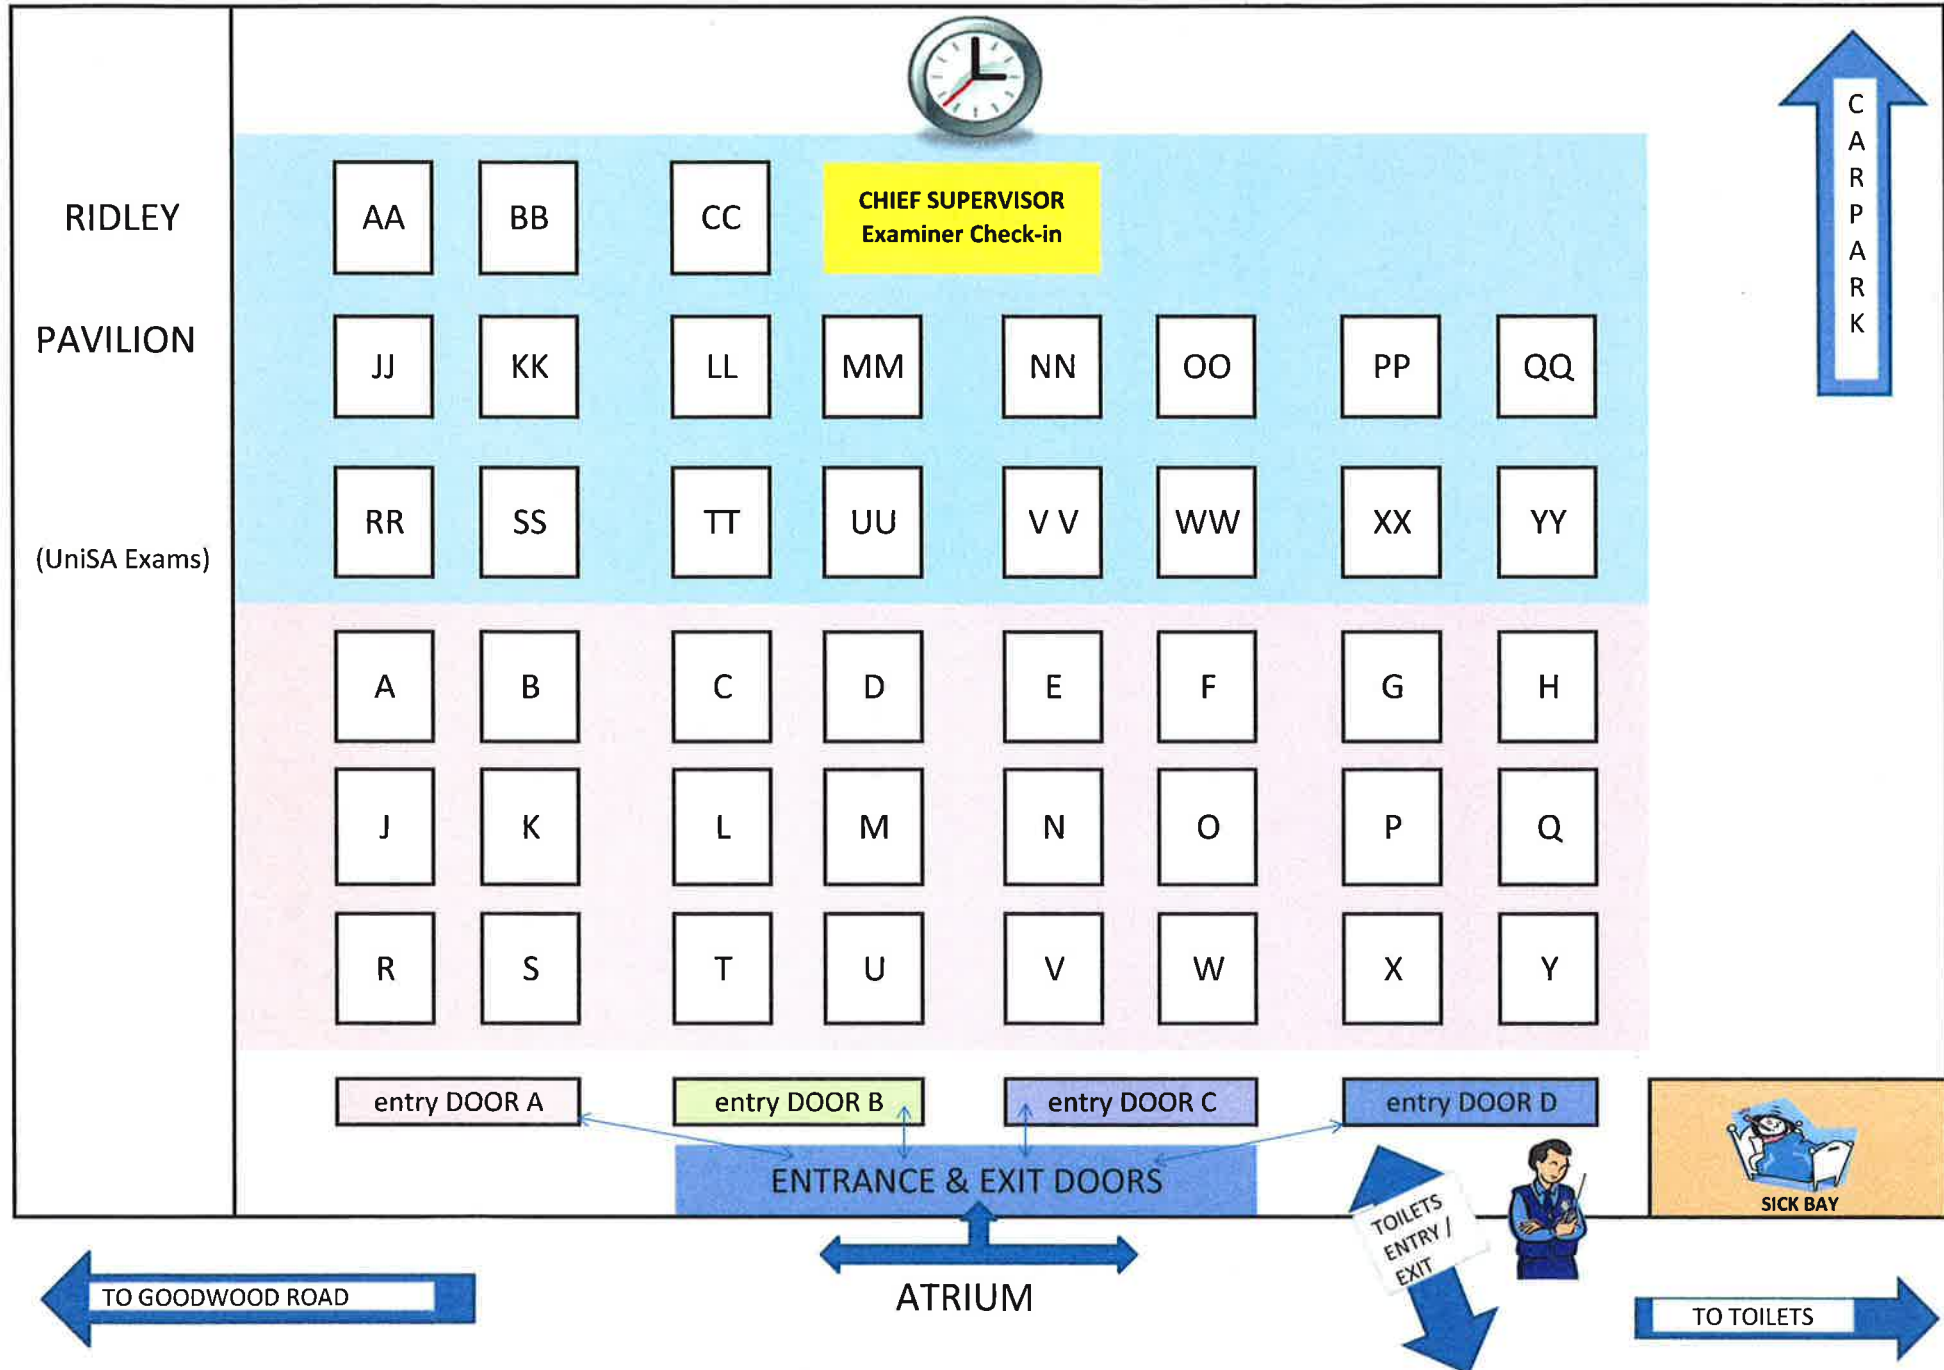 C
A
R
P
A
R
K
RIDLEY
AA BB CC
CHIEF SUPERVISOR
Examiner Check-in
PAVILION
JJ KK LL MM NN OO PP QQ
RR SS TT UU V V WW XX YY
(UniSA Exams)
A B C D E F G H
J K L M N O P Q
R S T U V W X Y
entry DOOR A entry DOOR B entry DOOR C entry DOOR D
ENTRANCE & EXIT DOORS
SICK BAY
TOILETS
ENTRY /
EXIT
TO GOODWOOD ROAD
ATRIUM
TO TOILETS